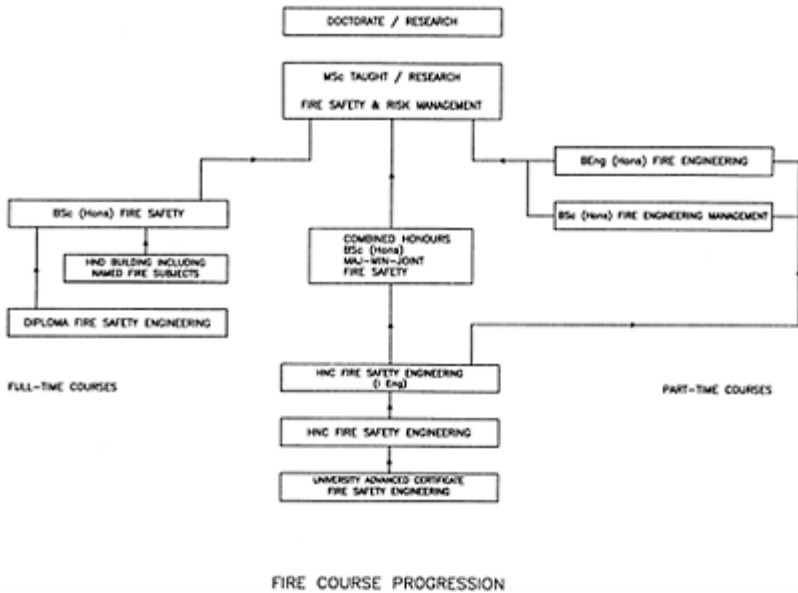 DOCTORATE / RESEARCH
MSc TAUGHT / RESEARCH
FIRE SAFETY & RISK MANAGEMENT
BEng (Hons) FIRE ENGINEERING
BSc (Hons) FIRE SAFETY
BSc (Hons) FIRE ENGINEERING MANAGEMENT
HND BUILDING INCLUDING
NAMED FIRE SUBJECTS
COMBINED HONOURS
BSc (Hons)
MAJ-MIN-JOINT
FIRE SAFETY
DIPLOMA FIRE SAFETY ENGINEERING
HNC FIRE SAFETY ENGINEERING
(I Eng)
FULL-TIME COURSES
PART-TIME COURSES
HNC FIRE SAFETY ENGINEERING
UNIVERSITY ADVANCED CERTIFICATE
FIRE SAFETY ENGINEERING
FIRE COURSE PROGRESSION